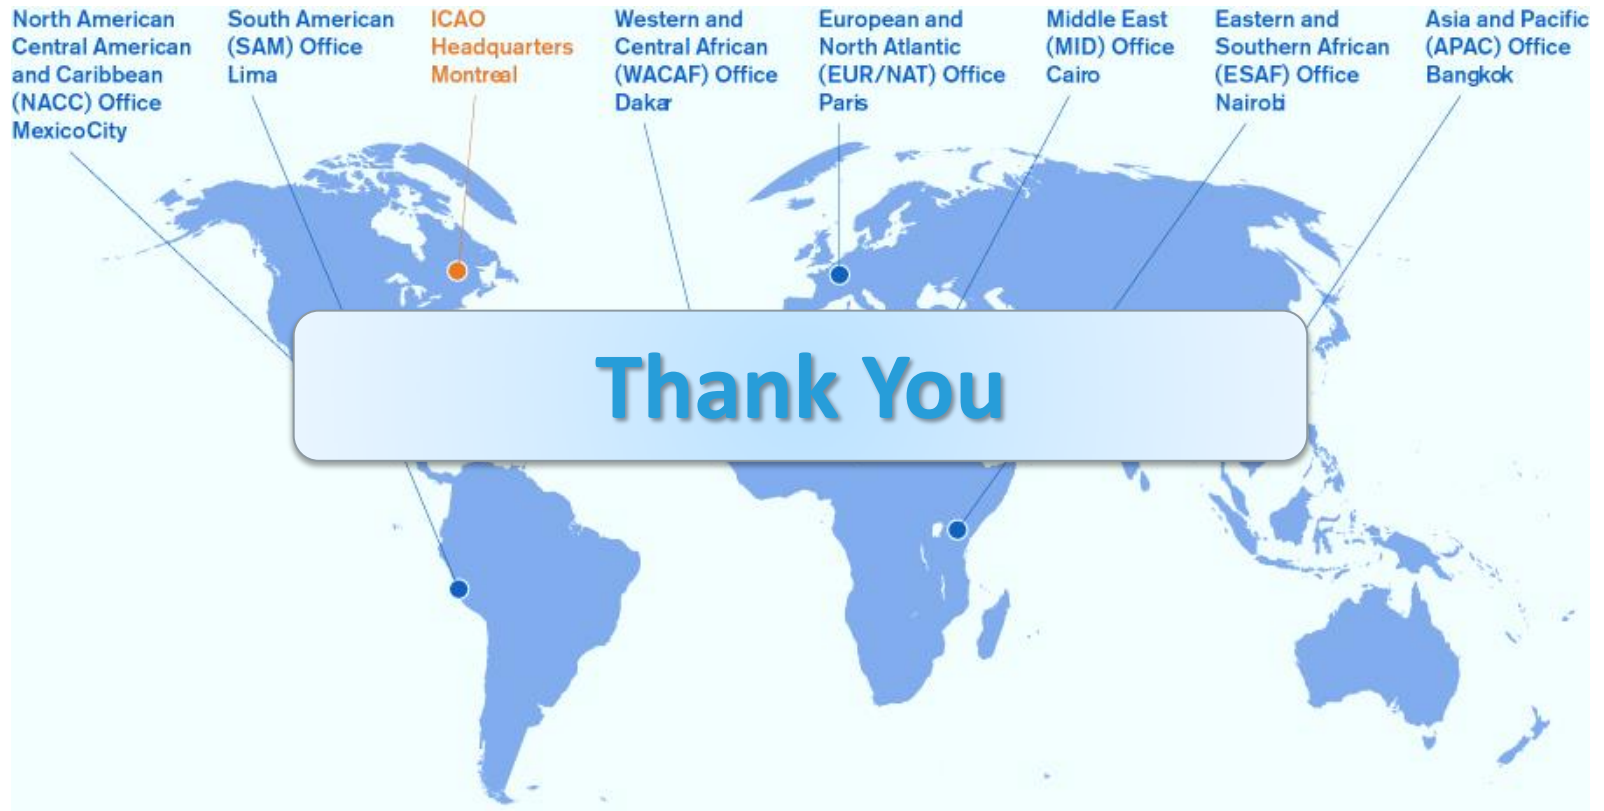 North American
Central American
and Caribbean
(NACC) Office
MexicoCity
South American
(SAM) Office
Lima
ICAO
Headquarters
Montreal
Western and
Central African
(WACAF) Office
Dakar
European and
North Atlantic
(EUR/NAT) Office
Paris
Middle East
(MID) Office
Cairo
Eastern and
Southern African
(ESAF) Office
Nairobi
Asia and Pacific
(APAC) Office
Bangkok
Thank You